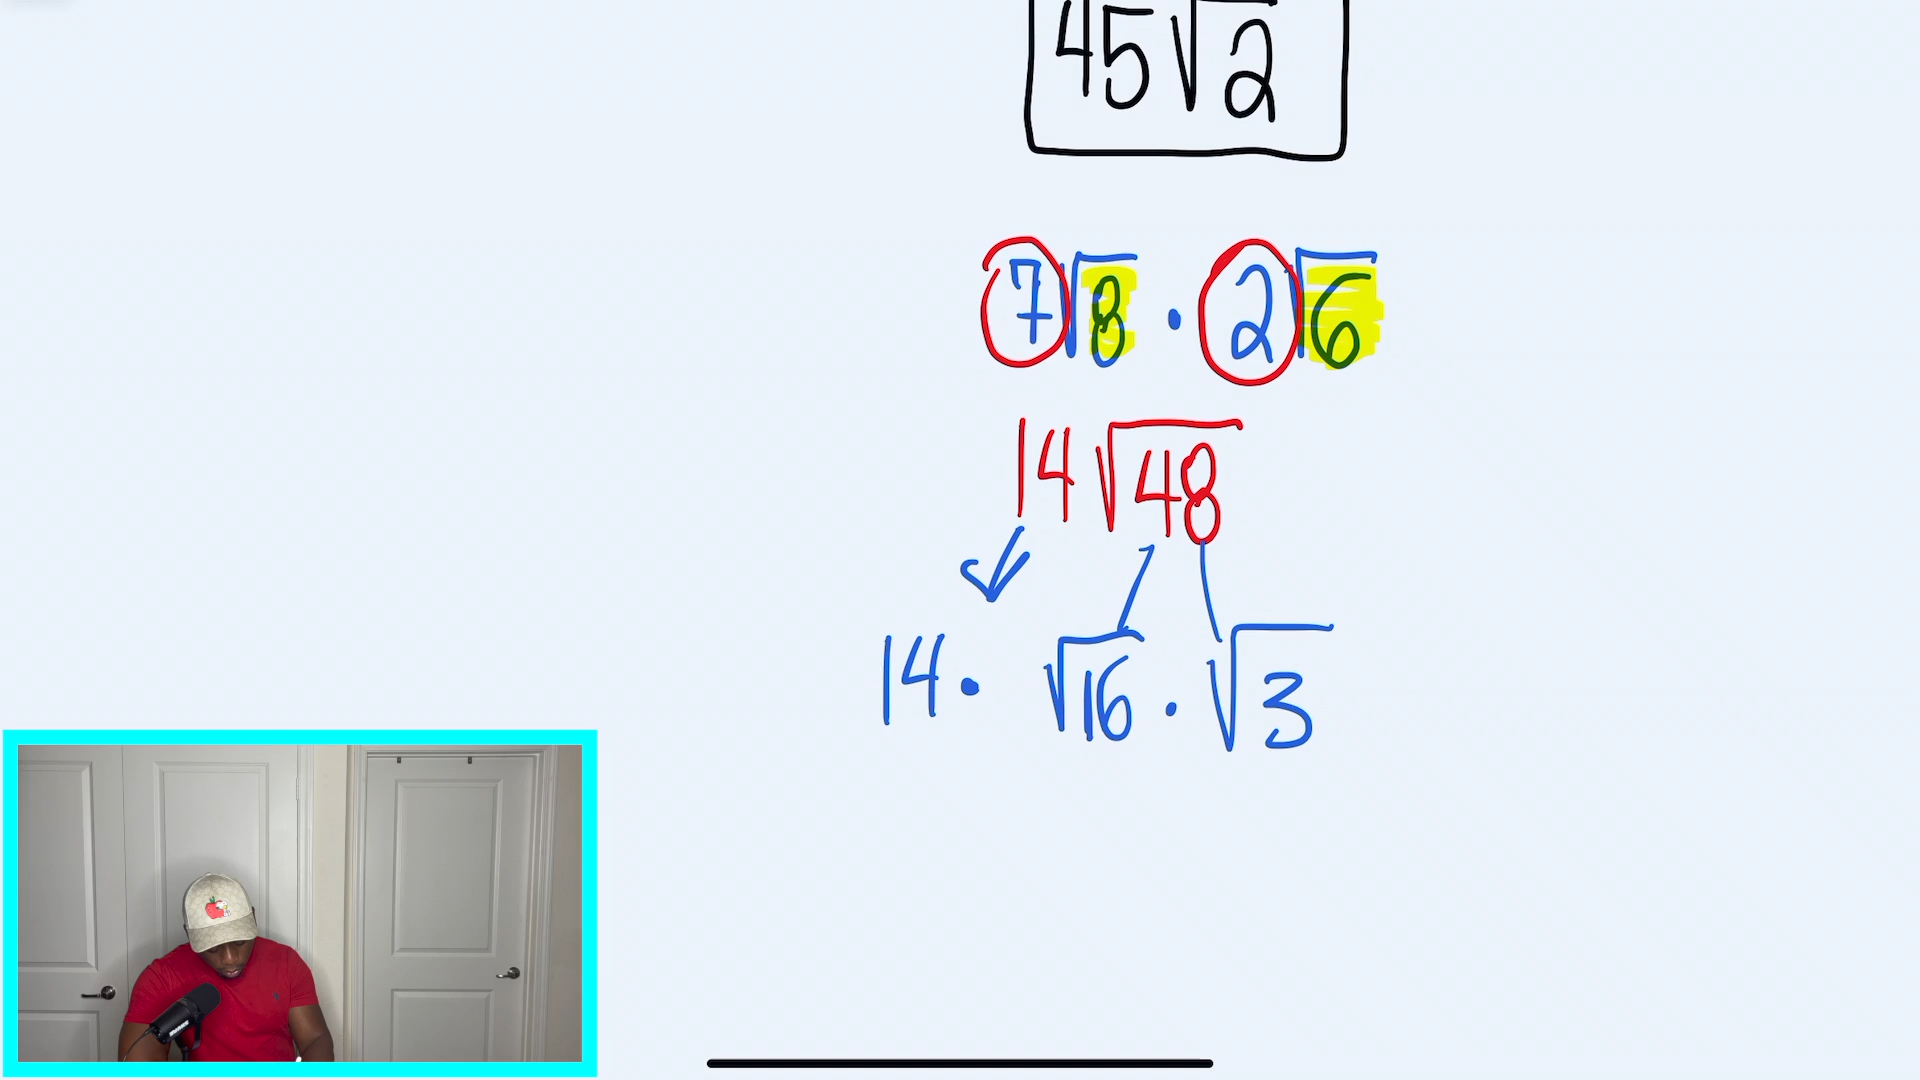 45√2
7√8 · 2√6
14√48
14 · √16 · √3